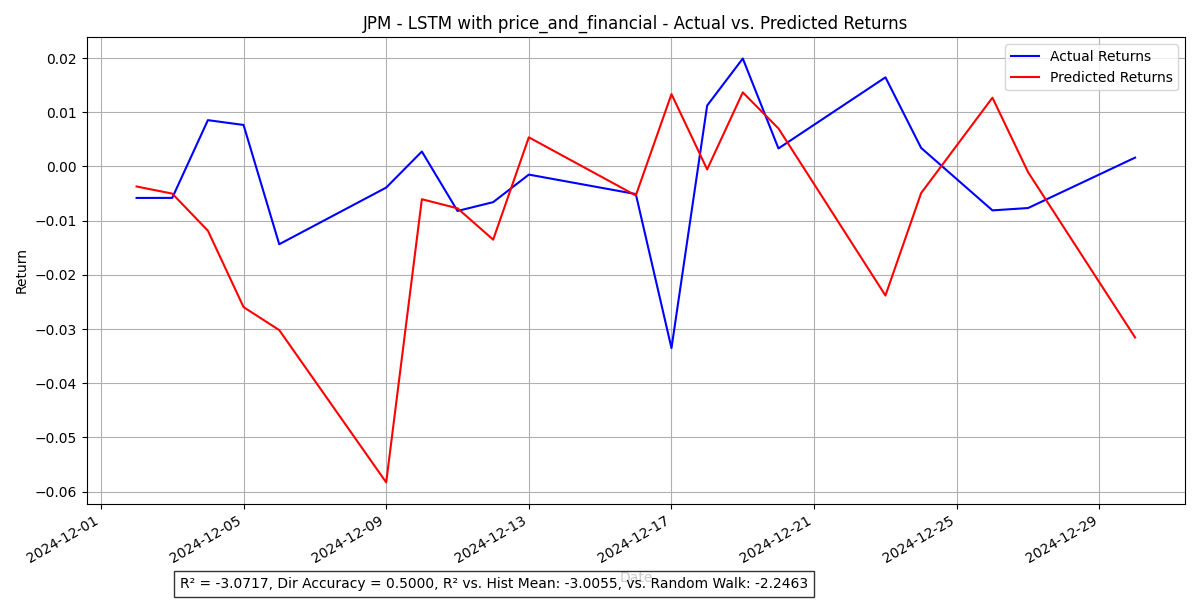 JPM - LSTM with price_and_financial - Actual vs. Predicted Returns
Actual Returns
Predicted Returns
0.02
0.01
0.00
−0.01
−0.02
−0.03
−0.04
−0.05
−0.06
Return
2024-12-01
2024-12-05
2024-12-09
2024-12-13
2024-12-17
2024-12-21
2024-12-25
2024-12-29
Date
R² = -3.0717, Dir Accuracy = 0.5000, R² vs. Hist Mean: -3.0055, vs. Random Walk: -2.2463